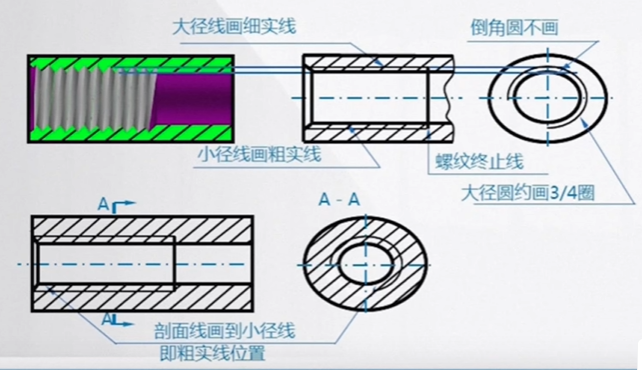 大径线画细实线
倒角圆不画
小径线画粗实线
螺纹终止线
大径圆约画3/4圈
A
A - A
A
剖面线画到小径线
即粗实线位置